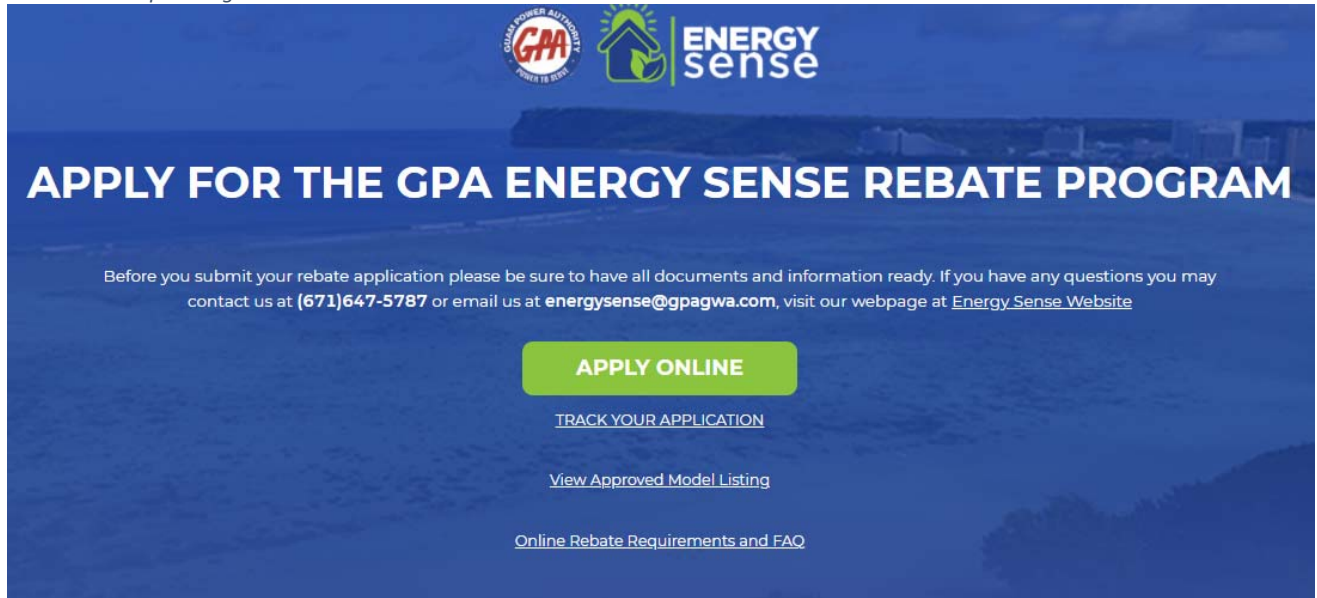 GUAM POWER AUTHORITY
GPA
POWER TO SERVE
ENERGY
sense
APPLY FOR THE GPA ENERGY SENSE REBATE PROGRAM
Before you submit your rebate application please be sure to have all documents and information ready. If you have any questions you may
contact us at (671)647-5787 or email us at energysense@gpagwa.com, visit our webpage at Energy Sense Website
APPLY ONLINE
TRACK YOUR APPLICATION
View Approved Model Listing
Online Rebate Requirements and FAQ